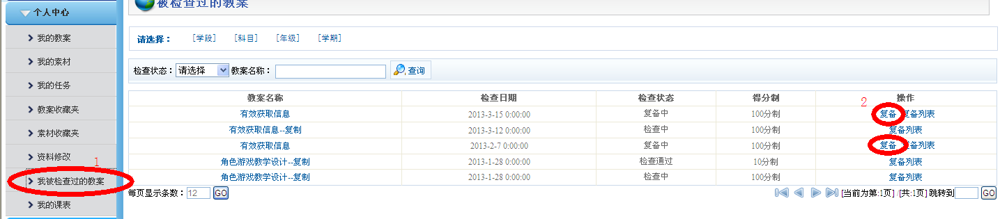 个人中心
我的教案
我的素材
我的任务
教案收藏夹
素材收藏夹
资料修改
1
我被检查过的教案
我的课表
被检查过的教案
请选择： [学段] [科目] [年级] [学期]
检查状态：请选择 教案名称： 查询
教案名称 检查日期 检查状态 得分制 操作
2
有效获取信息 2013-3-15 0:00:00 复备中 100分制 复备 复备列表
有效获取信息--复制 2013-3-12 0:00:00 检查中 100分制 复备列表
有效获取信息 2013-2-7 0:00:00 复备中 100分制 复备 复备列表
角色游戏教学设计--复制 2013-1-28 0:00:00 检查通过 10分制 复备列表
角色游戏教学设计--复制 2013-1-28 0:00:00 检查中 100分制 复备列表
每页显示条数：12 GO [当前为第:1页] /[共:1页] 跳转到 GO